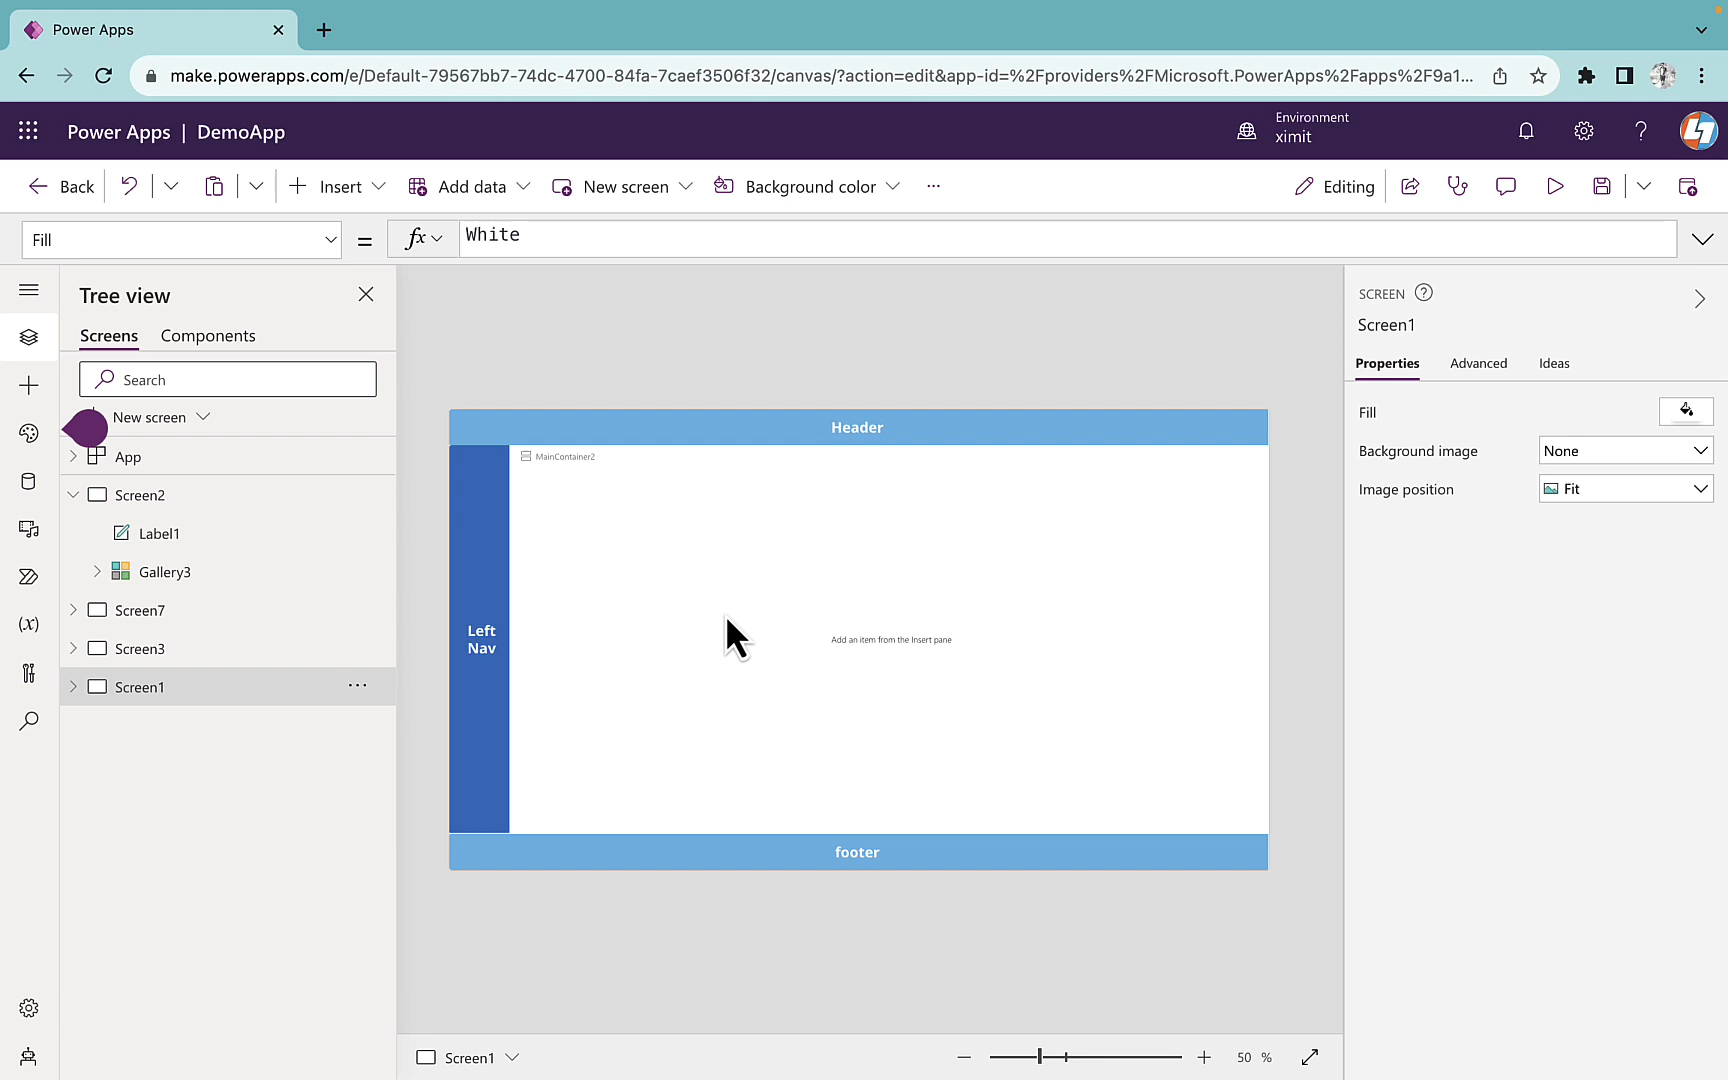 Power Apps
make.powerapps.com/e/Default-79567bb7-74dc-4700-84fa-7caef3506f32/canvas/?action=edit&app-id=%2Fproviders%2FMicrosoft.PowerApps%2Fapps%2F9a1...
Power Apps | DemoApp
Environment
ximit
Back
Insert
Add data
New screen
Background color
...
Editing
Fill
=
fx
White
Tree view
Screens
Components
Search
New screen
App
Screen2
Label1
Gallery3
Screen7
Screen3
Screen1
...
(x)
Header
MainContainer2
Left
Nav
Add an item from the Insert pane
footer
Screen1
50 %
SCREEN
Screen1
Properties
Advanced
Ideas
Fill
Background image
None
Image position
Fit